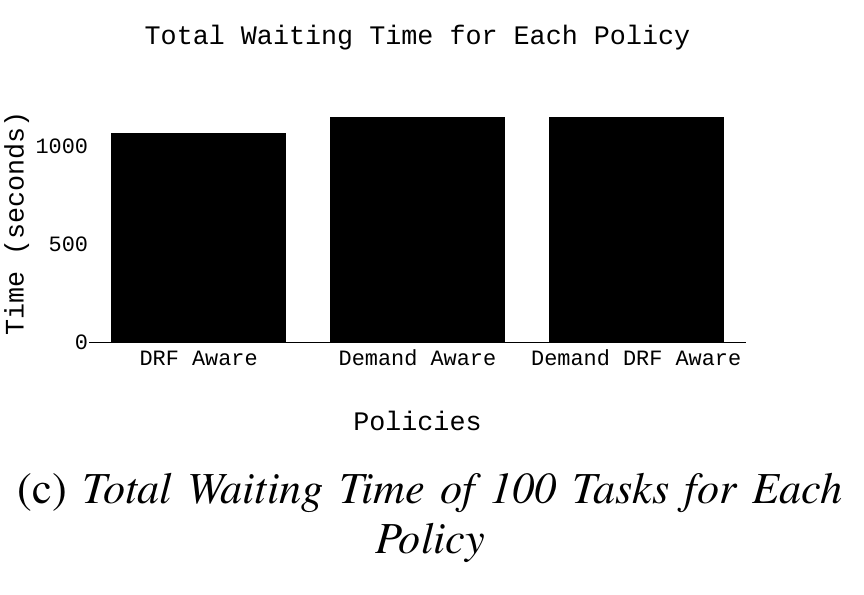 Total Waiting Time for Each Policy
Time (seconds)
1000
500
0
DRF Aware Demand Aware Demand DRF Aware
Policies
(c) Total Waiting Time of 100 Tasks for Each
Policy